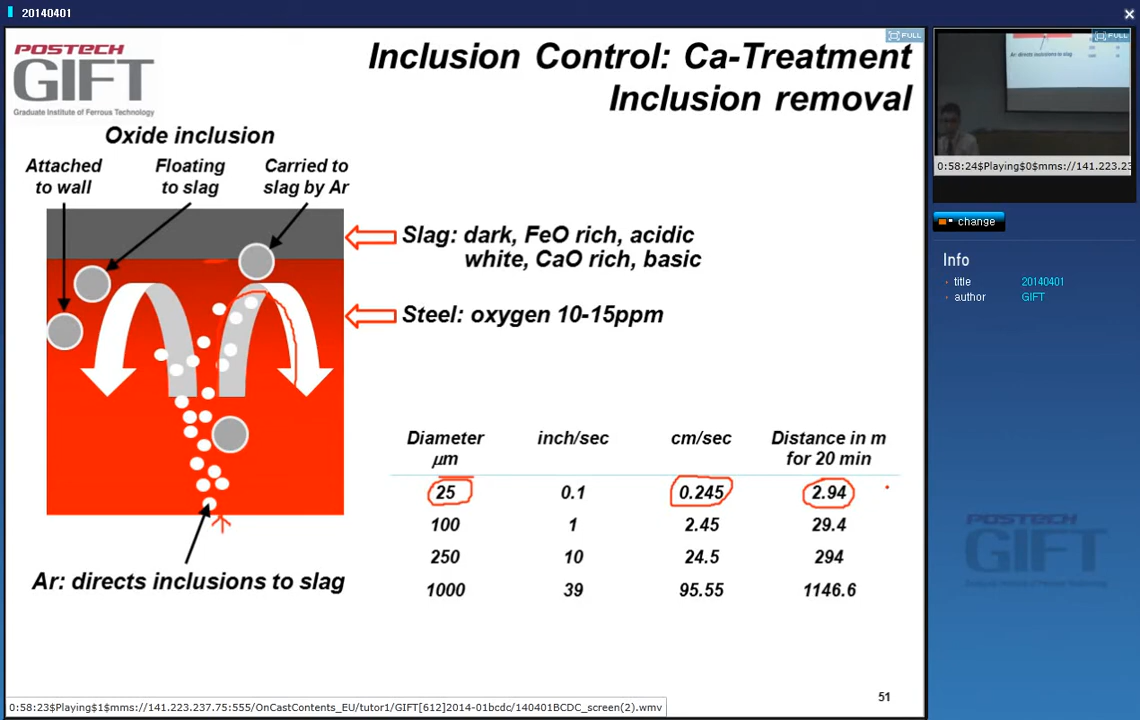 20140401
POSTECH
GIFT
Graduate Institute of Ferrous Technology
Inclusion Control: Ca-Treatment
Inclusion removal
FULL
FULL
Oxide inclusion
Attached to wall
Floating to slag
Carried to slag by Ar
Slag: dark, FeO rich, acidic
white, CaO rich, basic
Steel: oxygen 10-15ppm
Diameter μm inch/sec cm/sec Distance in m for 20 min
25 0.1 0.245 2.94
100 1 2.45 29.4
250 10 24.5 294
1000 39 95.55 1146.6
Ar: directs inclusions to slag
51
0:58:23$Playing$1$mms://141.223.237.75:555/OnCastContents_EU/tutor1/GIFT[612]2014-01bcdc/140401BCDC_screen(2).wmv
Ar: directs inclusions to slag
0:58:24$Playing$0$mms://141.223.23
change
Info
title 20140401
author GIFT
POSTECH
GIFT